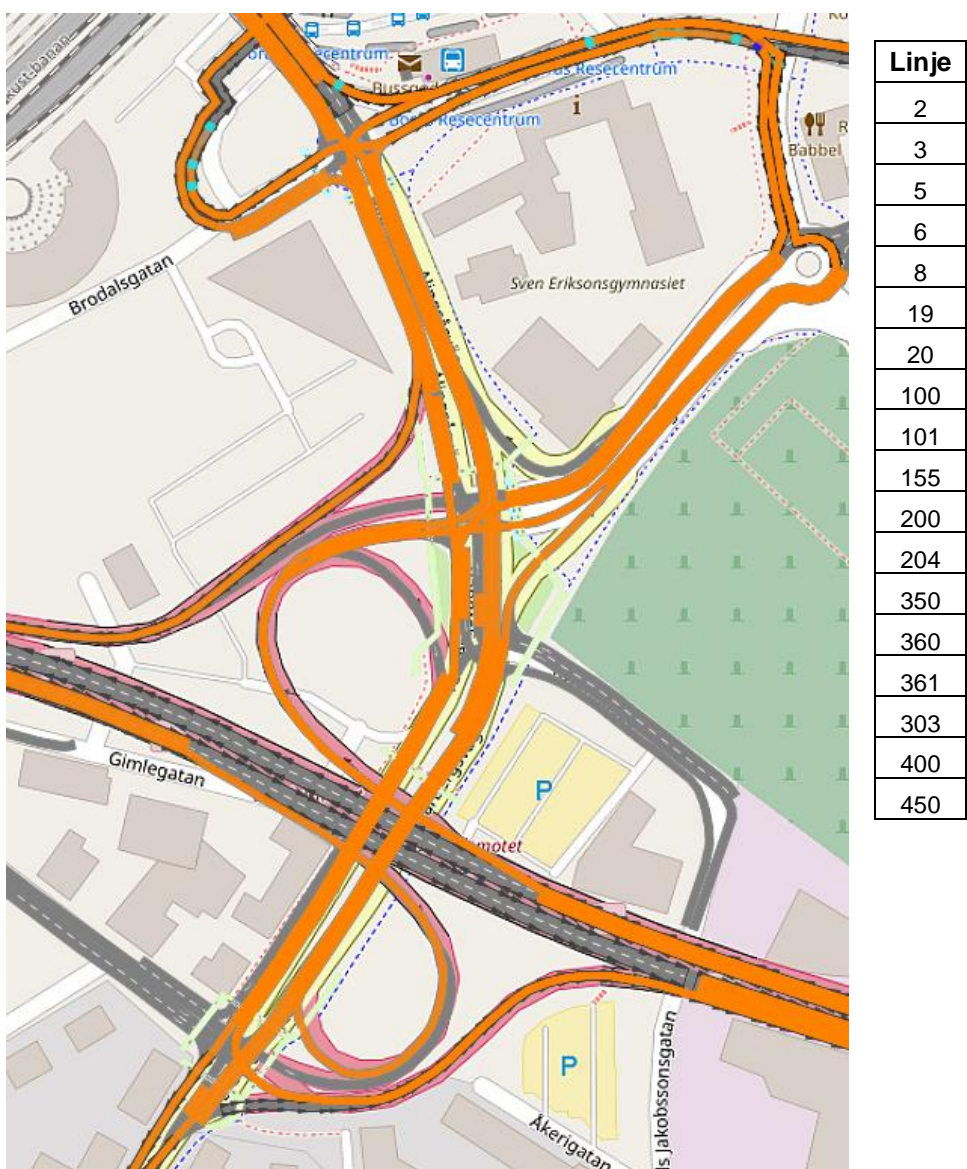 Resecentrum
Resecentrum
Resecentrum
i
Babbel
Brodalsgatan
Sven Eriksonsgymnasiet
Gimlegatan
P
motet
P
Åkerigatan
Linje
2
3
5
6
8
19
20
100
101
155
200
204
350
360
361
303
400
450